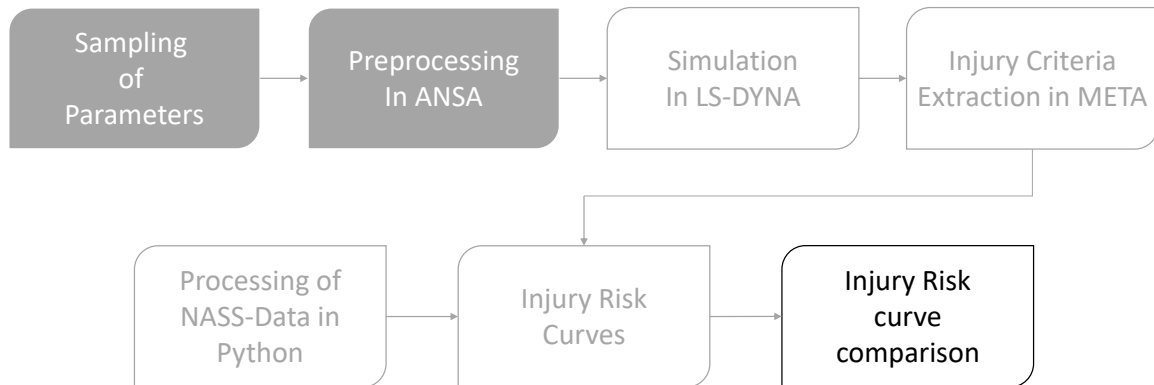 Sampling
of
Parameters
Preprocessing
In ANSA
Simulation
In LS-DYNA
Injury Criteria
Extraction in META
Processing of
NASS-Data in
Python
Injury Risk
Curves
Injury Risk
curve
comparison